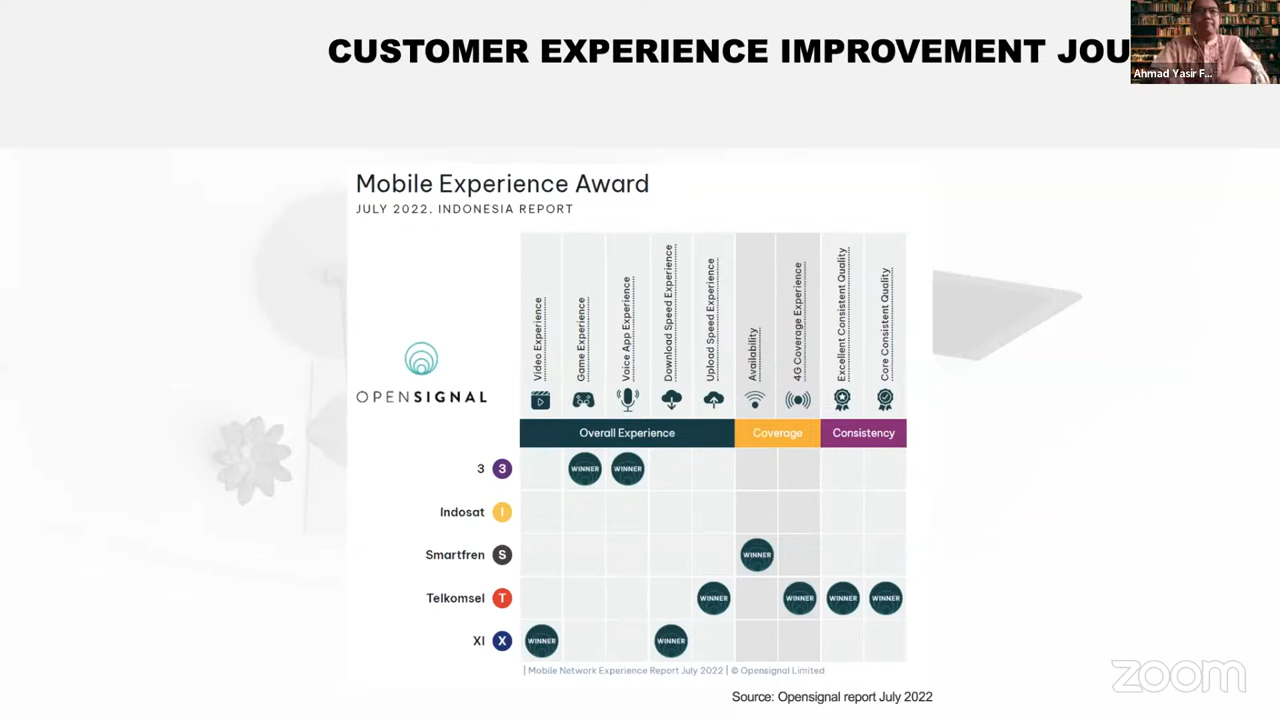 CUSTOMER EXPERIENCE IMPROVEMENT JOU
Ahmad Yasir F...
Mobile Experience Award
JULY 2022, INDONESIA REPORT
Video Experience
Game Experience
Voice App Experience
Download Speed Experience
Upload Speed Experience
Availability
4G Coverage Experience
Excellent Consistent Quality
Core Consistent Quality
OPENSIGNAL
Overall Experience Coverage Consistency
3 3 WINNER WINNER
Indosat I
Smartfren S WINNER
Telkomsel T WINNER WINNER WINNER WINNER
Xl X WINNER WINNER
| Mobile Network Experience Report July 2022 | © Opensignal Limited
Source: Opensignal report July 2022
zoom